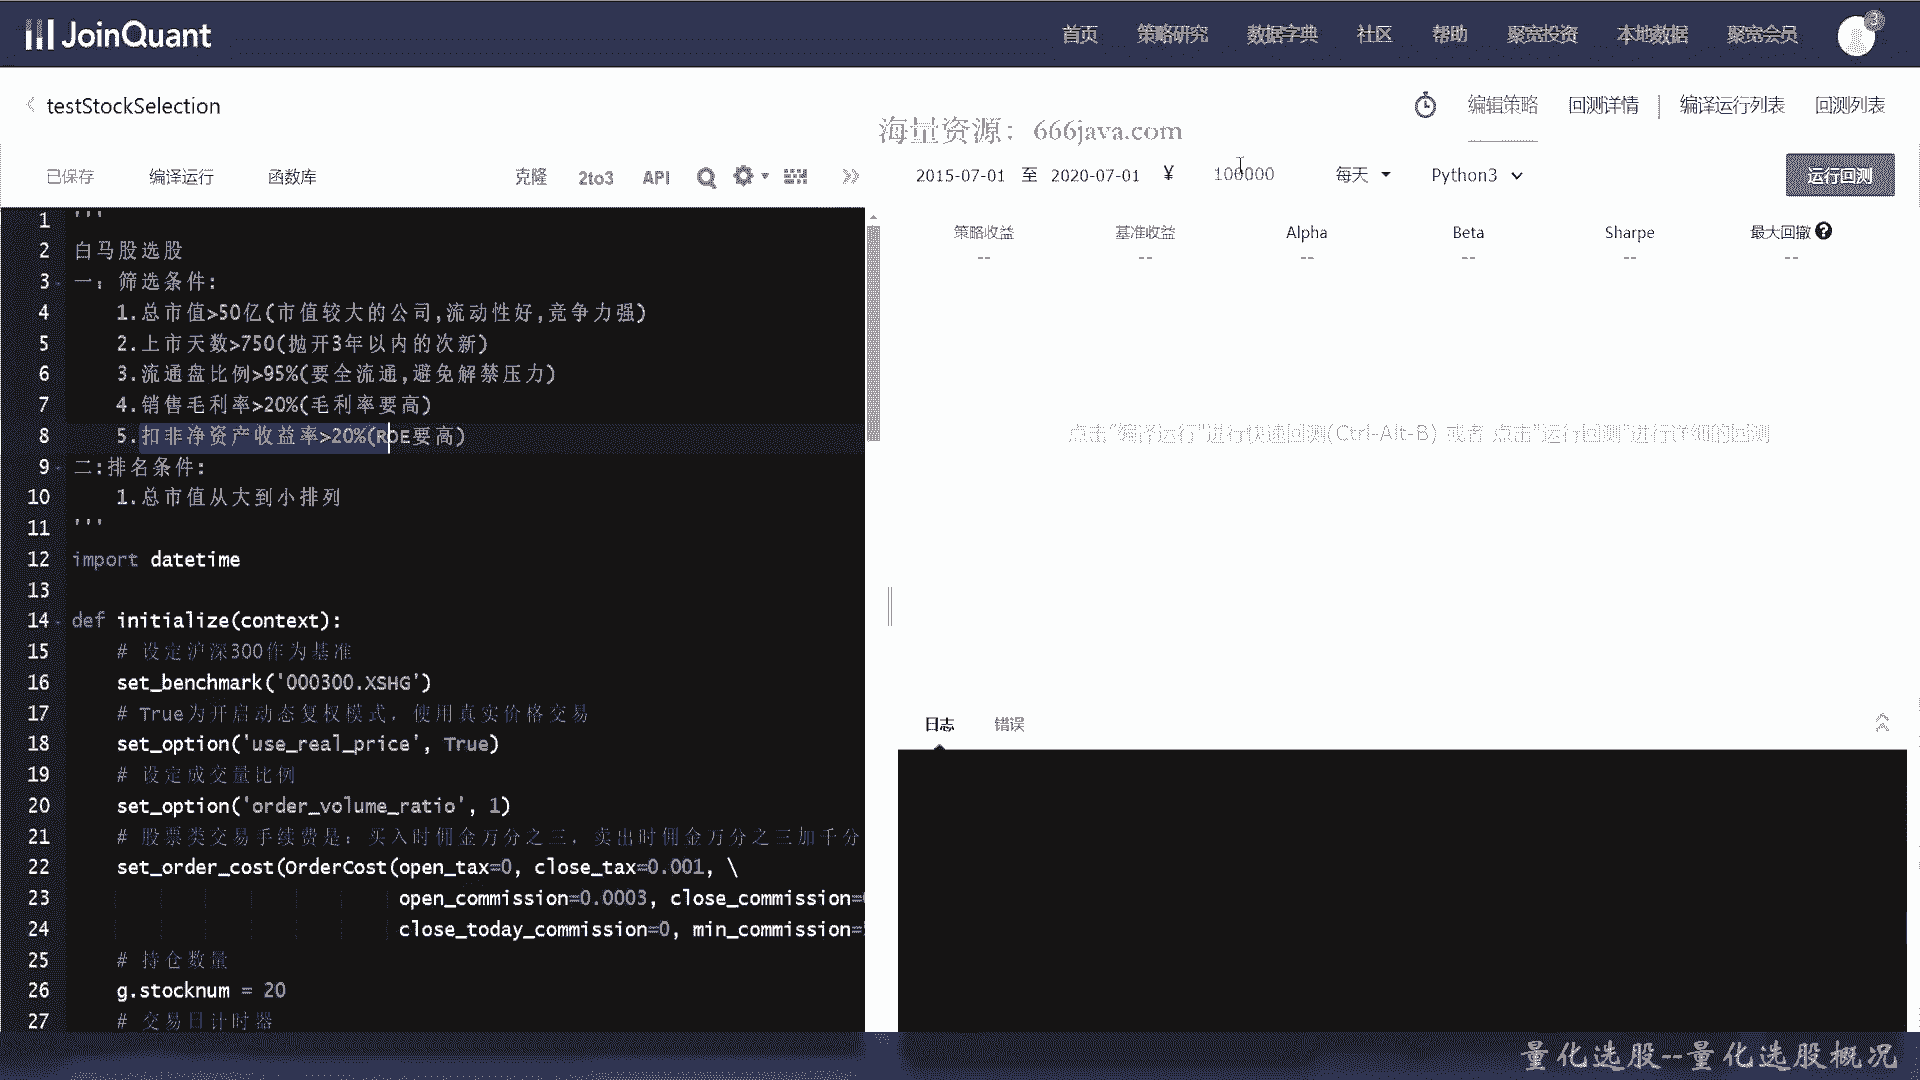 JoinQuant
首页 策略研究 数据字典 社区 帮助 聚宽投资 本地数据 聚宽会员 3
testStockSelection
编辑策略 回测详情 | 编译运行列表 回测列表
海量资源：666java.com
已保存 编译运行 函数库 克隆 2to3 API
2015-07-01 至 2020-07-01 ¥ 100000 每天 Python3 运行回测
策略收益 基准收益 Alpha Beta Sharpe 最大回撤
-- -- -- -- -- --
点击"编译运行"进行快速回测(Ctrl-Alt-B) 或者 点击"运行回测"进行详细的回测
1 '''
2 白马股选股
3 一：筛选条件:
4 1.总市值>50亿(市值较大的公司,流动性好,竞争力强)
5 2.上市天数>750(抛开3年以内的次新)
6 3.流通盘比例>95%(要全流通,避免解禁压力)
7 4.销售毛利率>20%(毛利率要高)
8 5.扣非净资产收益率>20%(ROE要高)
9 二:排名条件:
10 1.总市值从大到小排列
11 '''
12 import datetime
13
14 def initialize(context):
15 # 设定沪深300作为基准
16 set_benchmark('000300.XSHG')
17 # True为开启动态复权模式，使用真实价格交易
18 set_option('use_real_price', True)
19 # 设定成交量比例
20 set_option('order_volume_ratio', 1)
21 # 股票类交易手续费是：买入时佣金万分之三，卖出时佣金万分之三加千分
22 set_order_cost(OrderCost(open_tax=0, close_tax=0.001, \
23 open_commission=0.0003, close_commission=
24 close_today_commission=0, min_commission=
25 # 持仓数量
26 g.stocknum = 20
27 # 交易日计时器
日志 错误
量化选股--量化选股概况